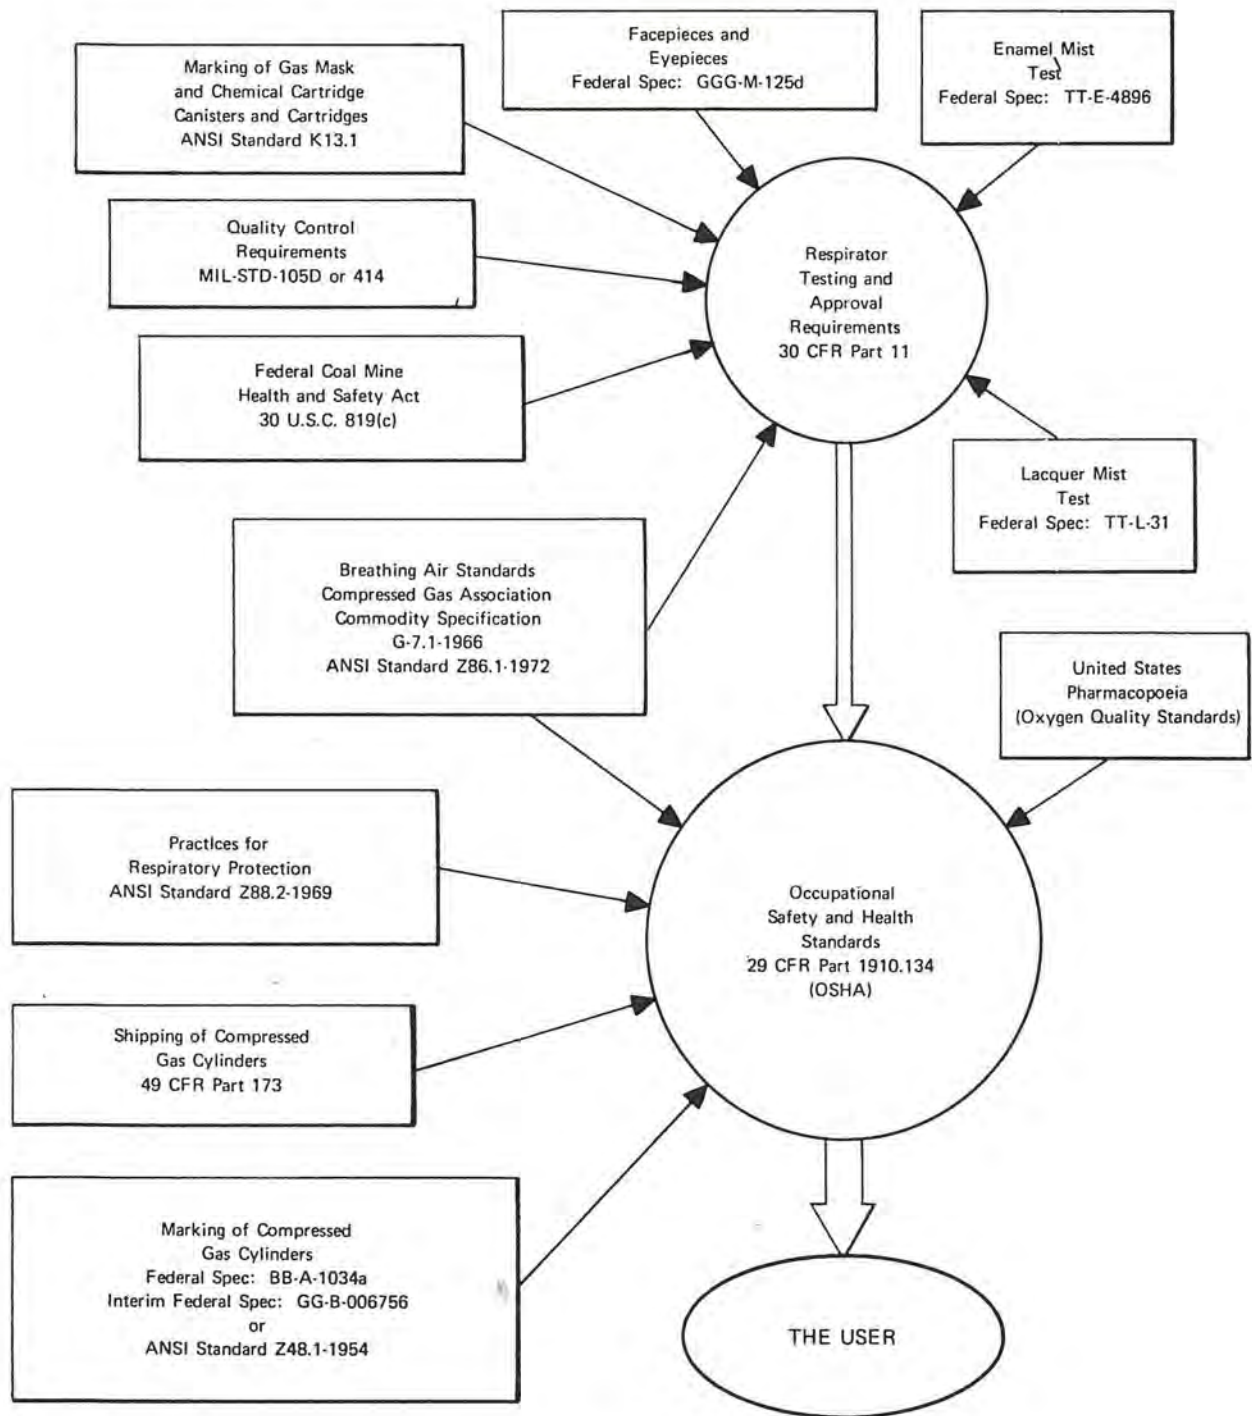 Facepieces and
Eyepieces
Federal Spec: GGG-M-125d
Enamel Mist
Test
Federal Spec: TT-E-4896
Marking of Gas Mask
and Chemical Cartridge
Canisters and Cartridges
ANSI Standard K13.1
Quality Control
Requirements
MIL-STD-105D or 414
Respirator
Testing and
Approval
Requirements
30 CFR Part 11
Federal Coal Mine
Health and Safety Act
30 U.S.C. 819(c)
Lacquer Mist
Test
Federal Spec: TT-L-31
Breathing Air Standards
Compressed Gas Association
Commodity Specification
G-7.1-1966
ANSI Standard Z86.1-1972
United States
Pharmacopoeia
(Oxygen Quality Standards)
Practices for
Respiratory Protection
ANSI Standard Z88.2-1969
Occupational
Safety and Health
Standards
29 CFR Part 1910.134
(OSHA)
Shipping of Compressed
Gas Cylinders
49 CFR Part 173
Marking of Compressed
Gas Cylinders
Federal Spec: BB-A-1034a
Interim Federal Spec: GG-B-006756
or
ANSI Standard Z48.1-1954
THE USER